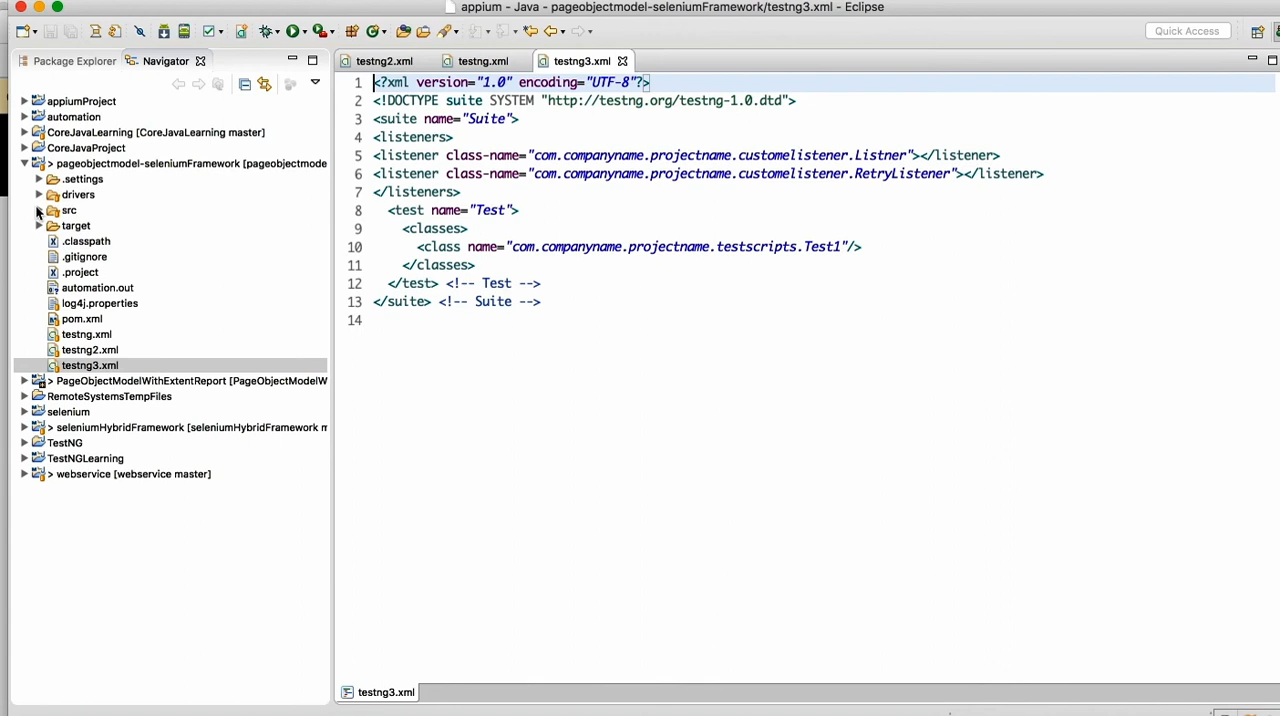 appium - Java - pageobjectmodel-seleniumFramework/testng3.xml - Eclipse
Quick Access
Package Explorer
Navigator
testng2.xml
testng.xml
testng3.xml
appiumProject
automation
CoreJavaLearning [CoreJavaLearning master]
CoreJavaProject
> pageobjectmodel-seleniumFramework [pageobjectmode
.settings
drivers
src
target
.classpath
.gitignore
.project
automation.out
log4j.properties
pom.xml
testng.xml
testng2.xml
testng3.xml
> PageObjectModelWithExtentReport [PageObjectModelW
RemoteSystemsTempFiles
selenium
> seleniumHybridFramework [seleniumHybridFramework m
TestNG
TestNGLearning
> webservice [webservice master]
1 <?xml version="1.0" encoding="UTF-8"?>
2 <!DOCTYPE suite SYSTEM "http://testng.org/testng-1.0.dtd">
3 <suite name="Suite">
4 <listeners>
5 <listener class-name="com.companyname.projectname.customelistener.Listner"></listener>
6 <listener class-name="com.companyname.projectname.customelistener.RetryListener"></listener>
7 </listeners>
8 <test name="Test">
9 <classes>
10 <class name="com.companyname.projectname.testscripts.Test1"/>
11 </classes>
12 </test> <!-- Test -->
13 </suite> <!-- Suite -->
14
testng3.xml